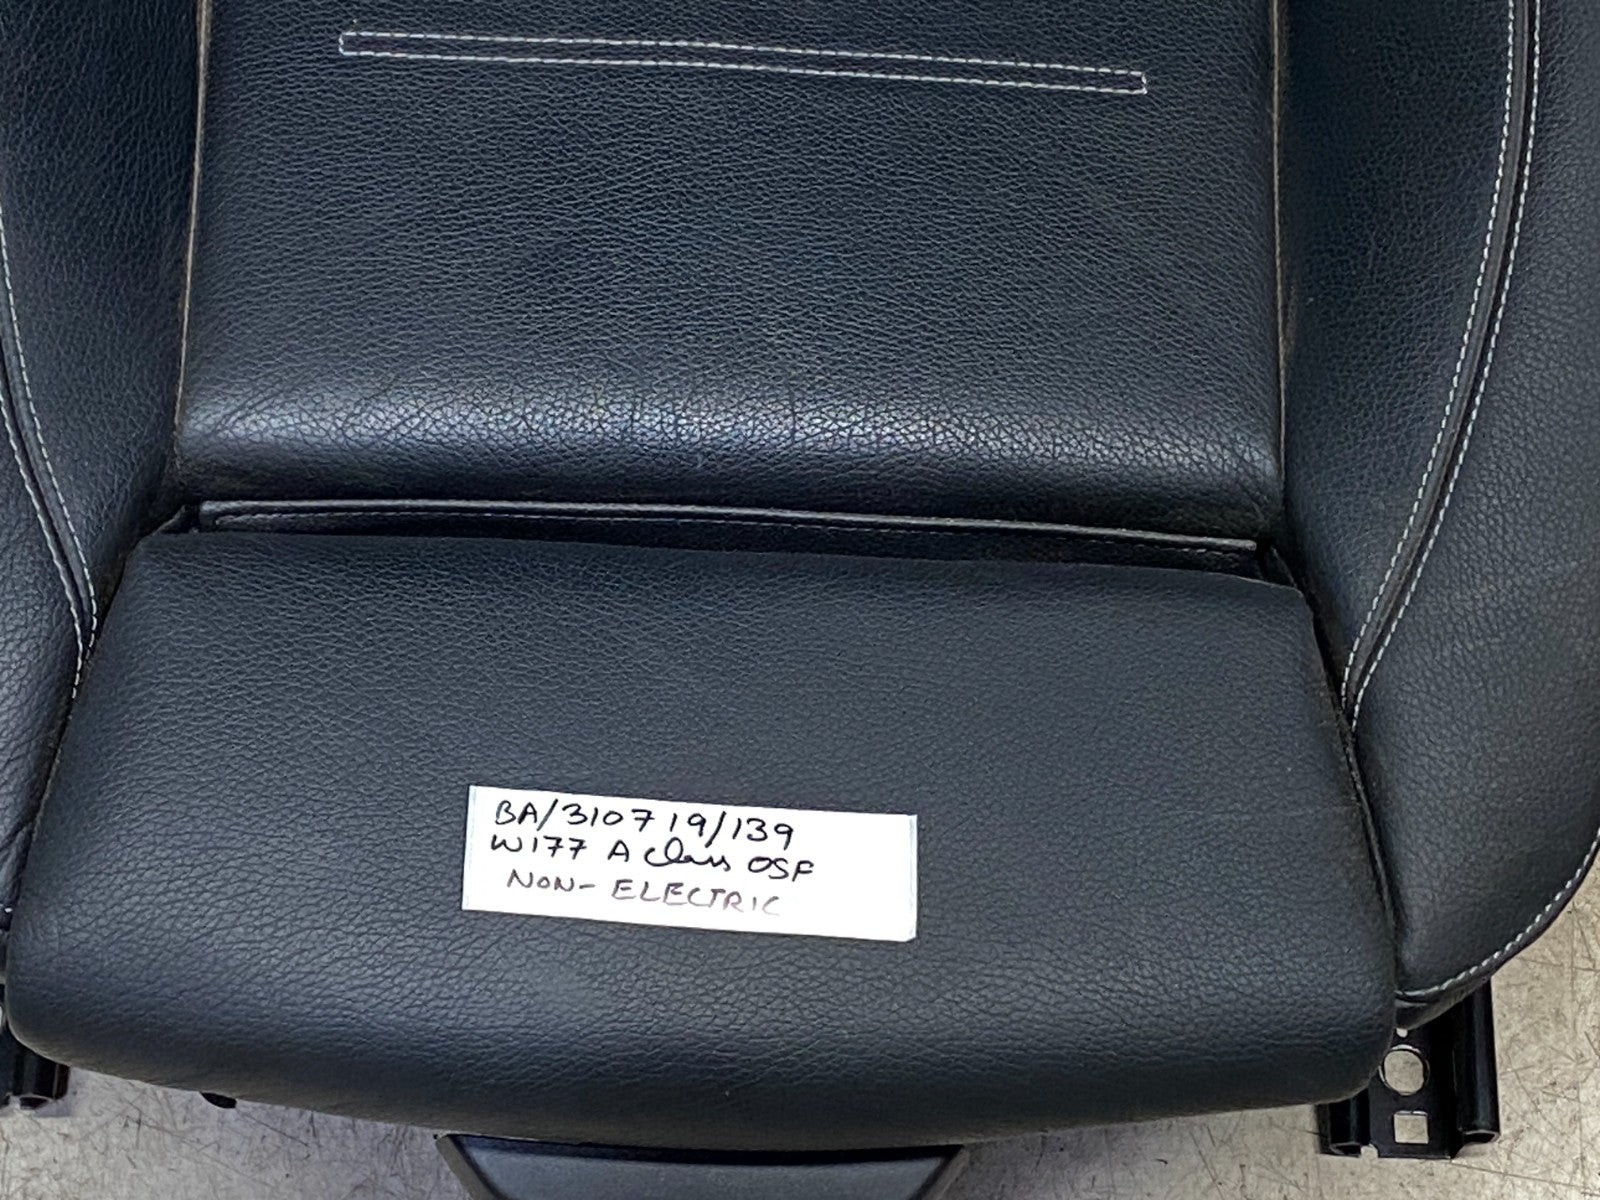 BA/310719/139
W177 A Class OSF
NON-ELECTRIC